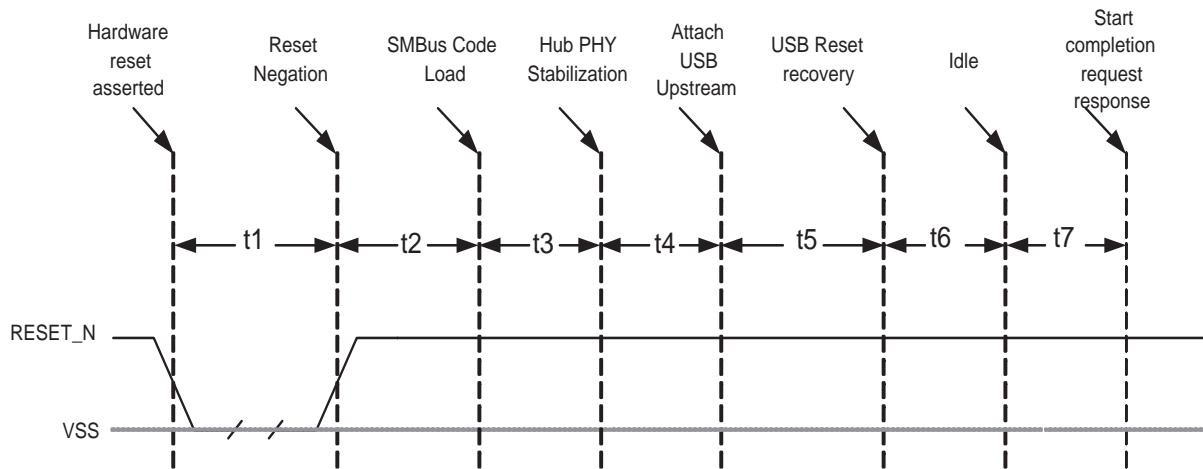 Hardware
reset
asserted
Reset
Negation
SMBus Code
Load
Hub PHY
Stabilization
Attach
USB
Upstream
USB Reset
recovery
Idle
Start
completion
request
response
t1
t2
t3
t4
t5
t6
t7
RESET_N
VSS